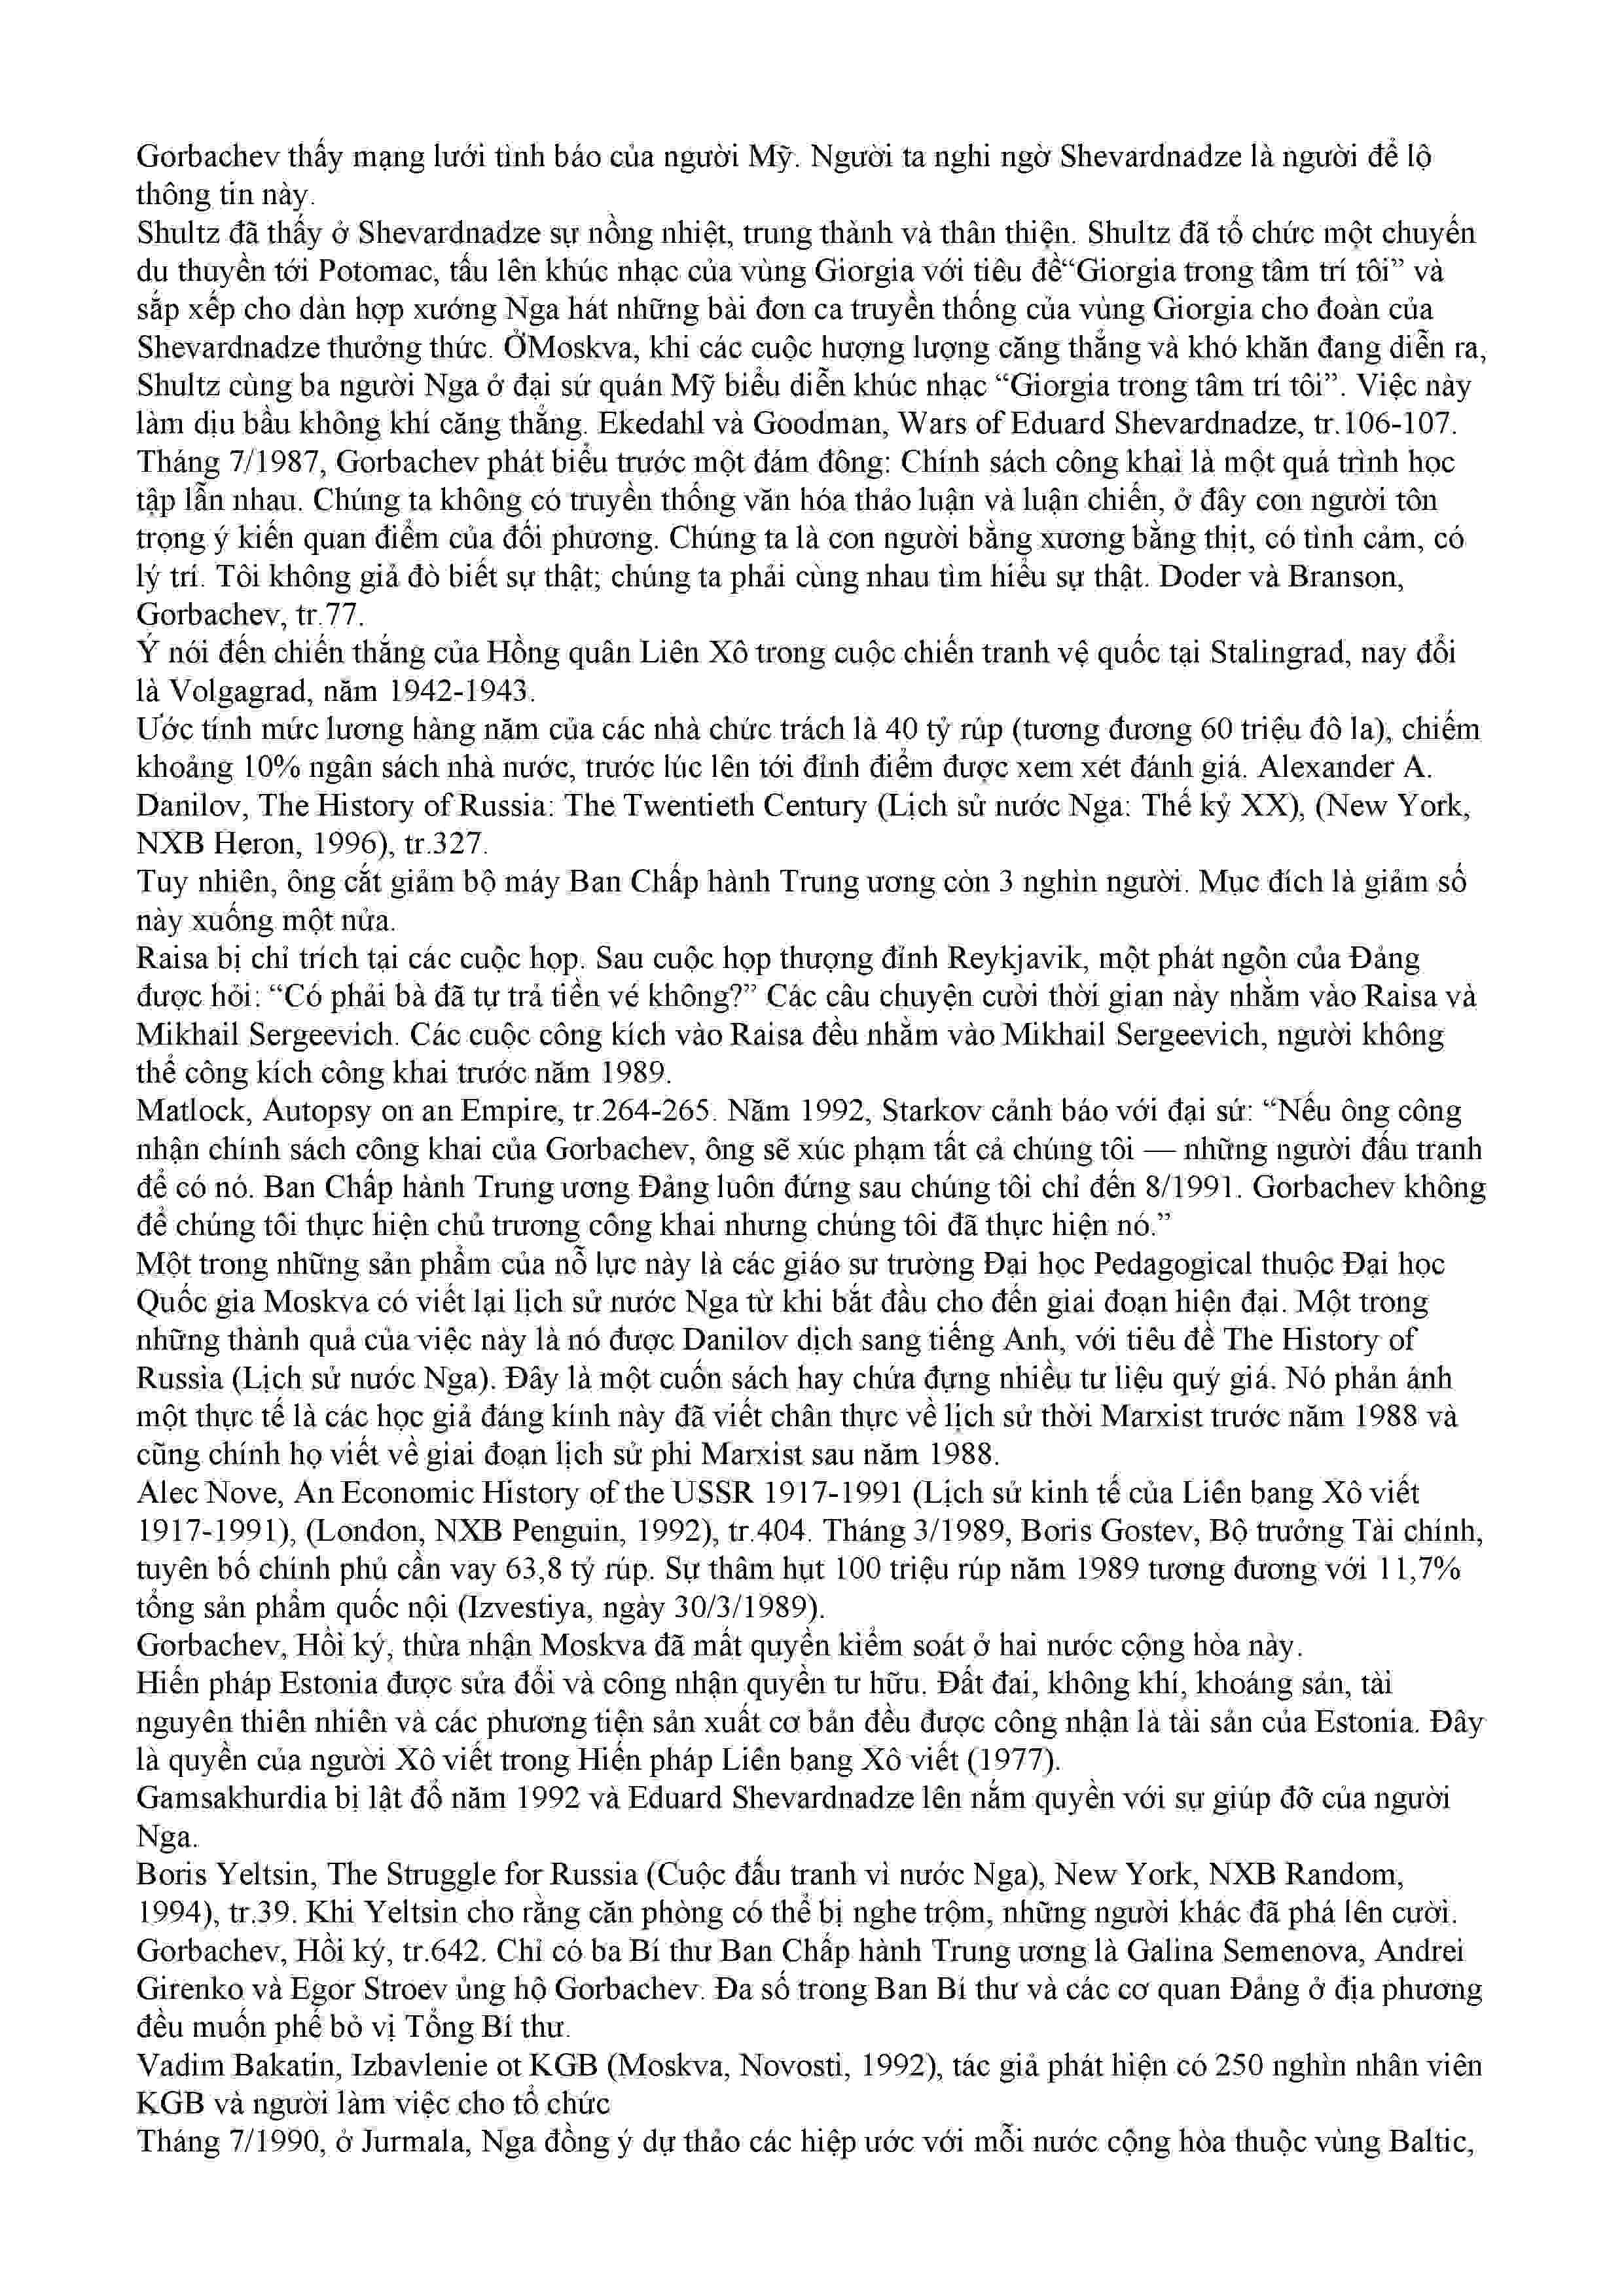 Gorbachev thấy mạng lưới tình báo của người Mỹ. Người ta nghi ngờ Shevardnadze là người để lộ
thông tin này.
Shultz đã thấy ở Shevardnadze sự nồng nhiệt, trung thành và thân thiện. Shultz đã tổ chức một chuyến
du thuyền tới Potomac, tấu lên khúc nhạc của vùng Giorgia với tiêu đề“Giorgia trong tâm trí tôi” và
sắp xếp cho dàn hợp xướng Nga hát những bài đơn ca truyền thống của vùng Giorgia cho đoàn của
Shevardnadze thưởng thức. ỞMoskva, khi các cuộc hượng lượng căng thẳng và khó khăn đang diễn ra,
Shultz cùng ba người Nga ở đại sứ quán Mỹ biểu diễn khúc nhạc “Giorgia trong tâm trí tôi”. Việc này
làm dịu bầu không khí căng thẳng. Ekedahl và Goodman, Wars of Eduard Shevardnadze, tr.106-107.
Tháng 7/1987, Gorbachev phát biểu trước một đám đông: Chính sách công khai là một quá trình học
tập lẫn nhau. Chúng ta không có truyền thống văn hóa thảo luận và luận chiến, ở đây con người tôn
trọng ý kiến quan điểm của đối phương. Chúng ta là con người bằng xương bằng thịt, có tình cảm, có
lý trí. Tôi không giả đò biết sự thật; chúng ta phải cùng nhau tìm hiểu sự thật. Doder và Branson,
Gorbachev, tr.77.
Ý nói đến chiến thắng của Hồng quân Liên Xô trong cuộc chiến tranh vệ quốc tại Stalingrad, nay đổi
là Volgagrad, năm 1942-1943.
Ước tính mức lương hàng năm của các nhà chức trách là 40 tỷ rúp (tương đương 60 triệu đô la), chiếm
khoảng 10% ngân sách nhà nước, trước lúc lên tới đỉnh điểm được xem xét đánh giá. Alexander A.
Danilov, The History of Russia: The Twentieth Century (Lịch sử nước Nga: Thế kỷ XX), (New York,
NXB Heron, 1996), tr.327.
Tuy nhiên, ông cắt giảm bộ máy Ban Chấp hành Trung ương còn 3 nghìn người. Mục đích là giảm số
này xuống một nửa.
Raisa bị chỉ trích tại các cuộc họp. Sau cuộc họp thượng đỉnh Reykjavik, một phát ngôn của Đảng
được hỏi: “Có phải bà đã tự trả tiền vé không?” Các câu chuyện cười thời gian này nhằm vào Raisa và
Mikhail Sergeevich. Các cuộc công kích vào Raisa đều nhằm vào Mikhail Sergeevich, người không
thể công kích công khai trước năm 1989.
Matlock, Autopsy on an Empire, tr.264-265. Năm 1992, Starkov cảnh báo với đại sứ: “Nếu ông công
nhận chính sách công khai của Gorbachev, ông sẽ xúc phạm tất cả chúng tôi — những người đấu tranh
để có nó. Ban Chấp hành Trung ương Đảng luôn đứng sau chúng tôi chỉ đến 8/1991. Gorbachev không
để chúng tôi thực hiện chủ trương công khai nhưng chúng tôi đã thực hiện nó.”
Một trong những sản phẩm của nỗ lực này là các giáo sư trường Đại học Pedagogical thuộc Đại học
Quốc gia Moskva có viết lại lịch sử nước Nga từ khi bắt đầu cho đến giai đoạn hiện đại. Một trong
những thành quả của việc này là nó được Danilov dịch sang tiếng Anh, với tiêu đề The History of
Russia (Lịch sử nước Nga). Đây là một cuốn sách hay chứa đựng nhiều tư liệu quý giá. Nó phản ánh
một thực tế là các học giả đáng kính này đã viết chân thực về lịch sử thời Marxist trước năm 1988 và
cũng chính họ viết về giai đoạn lịch sử phi Marxist sau năm 1988.
Alec Nove, An Economic History of the USSR 1917-1991 (Lịch sử kinh tế của Liên bang Xô viết
1917-1991), (London, NXB Penguin, 1992), tr.404. Tháng 3/1989, Boris Gostev, Bộ trưởng Tài chính,
tuyên bố chính phủ cần vay 63,8 tỷ rúp. Sự thâm hụt 100 triệu rúp năm 1989 tương đương với 11,7%
tổng sản phẩm quốc nội (Izvestiya, ngày 30/3/1989).
Gorbachev, Hồi ký, thừa nhận Moskva đã mất quyền kiểm soát ở hai nước cộng hòa này.
Hiến pháp Estonia được sửa đổi và công nhận quyền tư hữu. Đất đai, không khí, khoáng sản, tài
nguyên thiên nhiên và các phương tiện sản xuất cơ bản đều được công nhận là tài sản của Estonia. Đây
là quyền của người Xô viết trong Hiến pháp Liên bang Xô viết (1977).
Gamsakhurdia bị lật đổ năm 1992 và Eduard Shevardnadze lên nắm quyền với sự giúp đỡ của người
Nga.
Boris Yeltsin, The Struggle for Russia (Cuộc đấu tranh vì nước Nga), New York, NXB Random,
1994), tr.39. Khi Yeltsin cho rằng căn phòng có thể bị nghe trộm, những người khác đã phá lên cười.
Gorbachev, Hồi ký, tr.642. Chỉ có ba Bí thư Ban Chấp hành Trung ương là Galina Semenova, Andrei
Girenko và Egor Stroev ủng hộ Gorbachev. Đa số trong Ban Bí thư và các cơ quan Đảng ở địa phương
đều muốn phế bỏ vị Tổng Bí thư.
Vadim Bakatin, Izbavlenie ot KGB (Moskva, Novosti, 1992), tác giả phát hiện có 250 nghìn nhân viên
KGB và người làm việc cho tổ chức
Tháng 7/1990, ở Jurmala, Nga đồng ý dự thảo các hiệp ước với mỗi nước cộng hòa thuộc vùng Baltic,